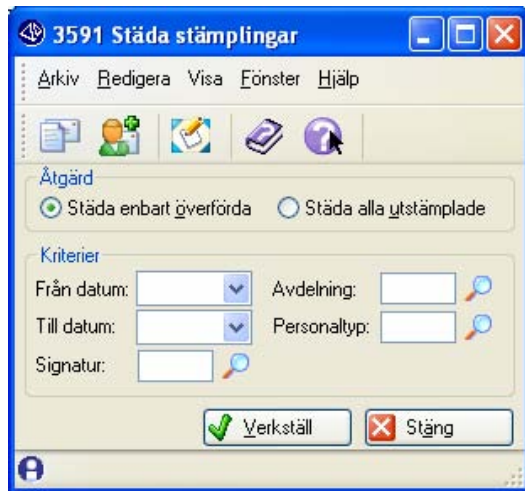 3591 Städa stämplingar
Arkiv Redigera Visa Fönster Hjälp
Åtgärd
Städa enbart överförda Städa alla utstämplade
Kriterier
Från datum: Avdelning:
Till datum: Personaltyp:
Signatur:
Verkställ Stäng